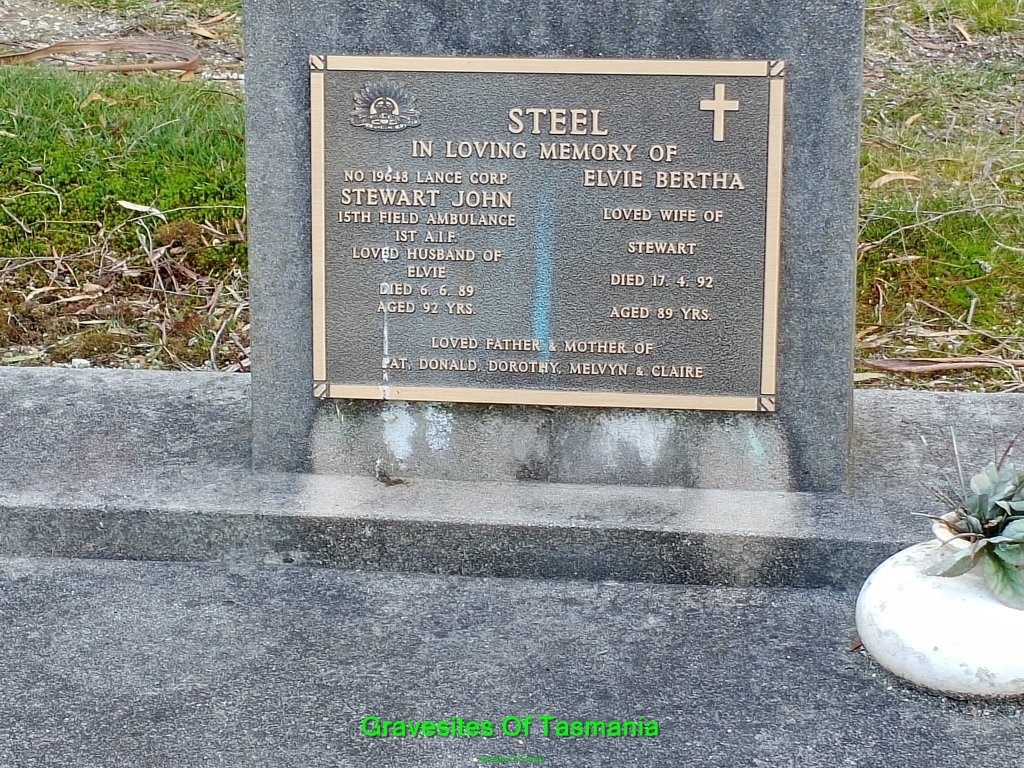 STEEL
IN LOVING MEMORY OF
NO 19648 LANCE CORP.
STEWART JOHN
15TH FIELD AMBULANCE
1ST A.I.F.
LOVED HUSBAND OF
ELVIE
DIED 6. 6. 89
AGED 92 YRS.
ELVIE BERTHA
LOVED WIFE OF
STEWART
DIED 17. 4. 92
AGED 89 YRS.
LOVED FATHER & MOTHER OF
PAT, DONALD, DOROTHY, MELVYN & CLAIRE
Gravesites Of Tasmania